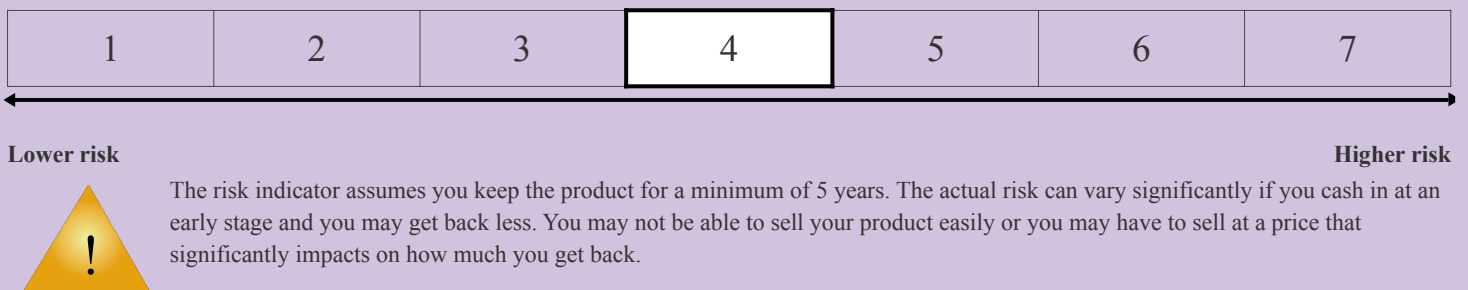 1 2 3 4 5 6 7
Lower risk Higher risk
The risk indicator assumes you keep the product for a minimum of 5 years. The actual risk can vary significantly if you cash in at an
early stage and you may get back less. You may not be able to sell your product easily or you may have to sell at a price that
significantly impacts on how much you get back.
!